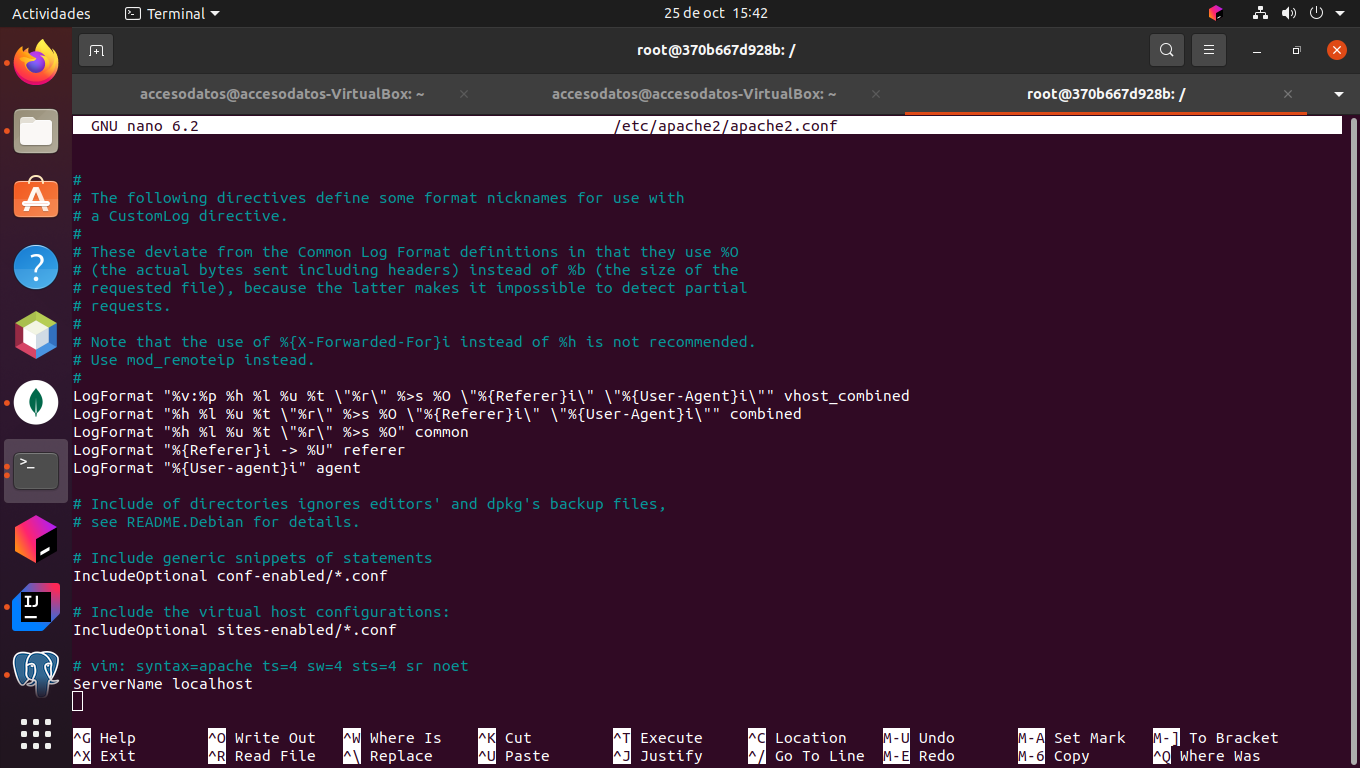 Actividades
Terminal
25 de oct 15:42
root@370b667d928b: /
accesodatos@accesodatos-VirtualBox: ~
accesodatos@accesodatos-VirtualBox: ~
root@370b667d928b: /
GNU nano 6.2
/etc/apache2/apache2.conf
#
# The following directives define some format nicknames for use with
# a CustomLog directive.
#
# These deviate from the Common Log Format definitions in that they use %O
# (the actual bytes sent including headers) instead of %b (the size of the
# requested file), because the latter makes it impossible to detect partial
# requests.
#
# Note that the use of %{X-Forwarded-For}i instead of %h is not recommended.
# Use mod_remoteip instead.
#
LogFormat "%v:%p %h %l %u %t \"%r\" %>s %O \"%{Referer}i\" \"%{User-Agent}i\"" vhost_combined
LogFormat "%h %l %u %t \"%r\" %>s %O \"%{Referer}i\" \"%{User-Agent}i\"" combined
LogFormat "%h %l %u %t \"%r\" %>s %O" common
LogFormat "%{Referer}i -> %U" referer
LogFormat "%{User-agent}i" agent
# Include of directories ignores editors' and dpkg's backup files,
# see README.Debian for details.
# Include generic snippets of statements
IncludeOptional conf-enabled/*.conf
# Include the virtual host configurations:
IncludeOptional sites-enabled/*.conf
# vim: syntax=apache ts=4 sw=4 sts=4 sr noet
ServerName localhost
^G Help ^O Write Out ^W Where Is ^K Cut ^T Execute ^C Location M-U Undo M-A Set Mark M-] To Bracket
^X Exit ^R Read File ^\ Replace ^U Paste ^J Justify ^/ Go To Line M-E Redo M-6 Copy ^Q Where Was
IJ